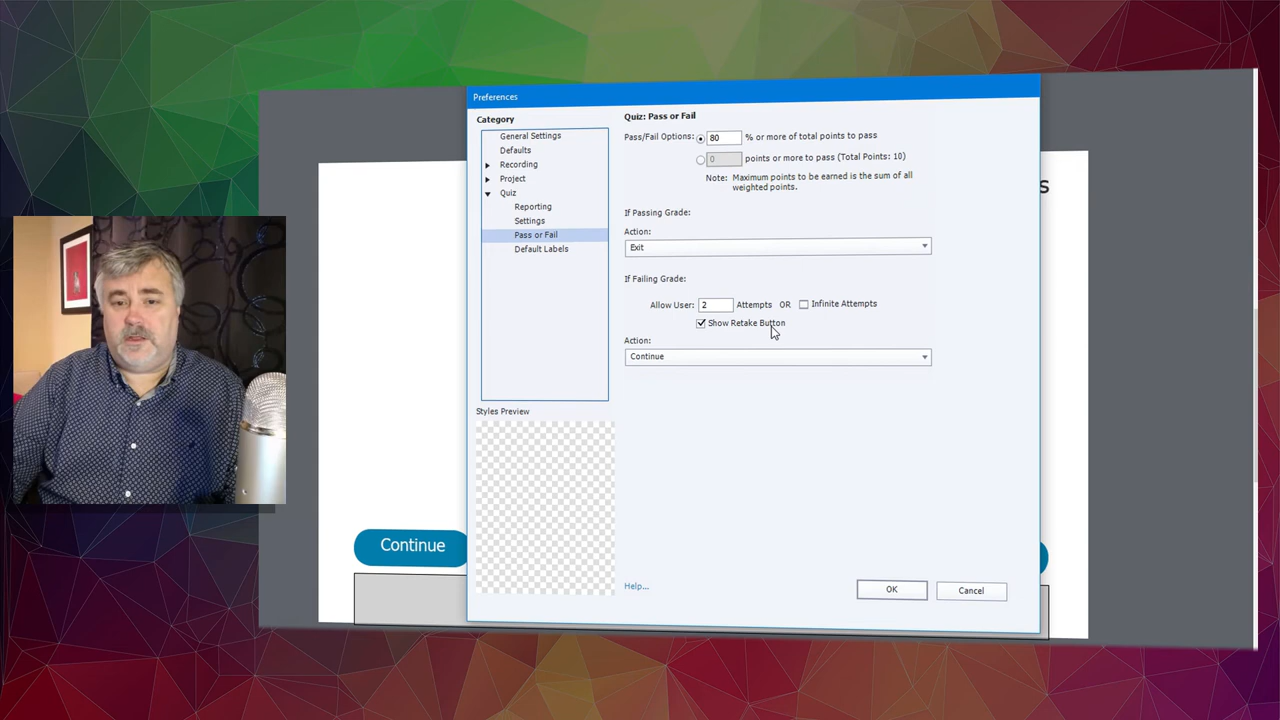 Preferences
Category
General Settings
Defaults
Recording
Project
Quiz
Reporting
Settings
Pass or Fail
Default Labels
Styles Preview
Quiz: Pass or Fail
Pass/Fail Options: 80 % or more of total points to pass
0 points or more to pass (Total Points: 10)
Note: Maximum points to be earned is the sum of all
weighted points.
If Passing Grade:
Action:
Exit
If Failing Grade:
Allow User: 2 Attempts OR Infinite Attempts
Show Retake Button
Action:
Continue
Help...
OK Cancel
s
Continue